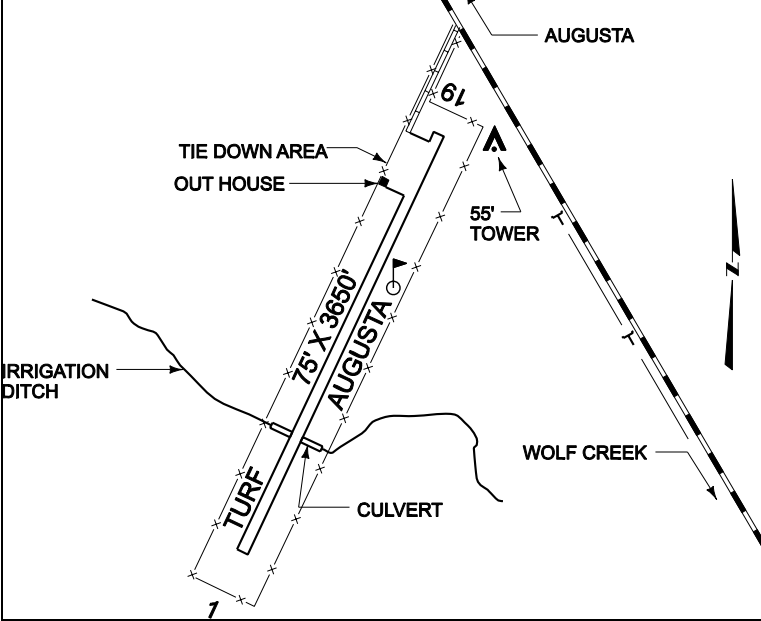 AUGUSTA
19
TIE DOWN AREA
OUT HOUSE
55'
TOWER
N
75' X 3650'
AUGUSTA
IRRIGATION
DITCH
WOLF CREEK
TURF
CULVERT
1